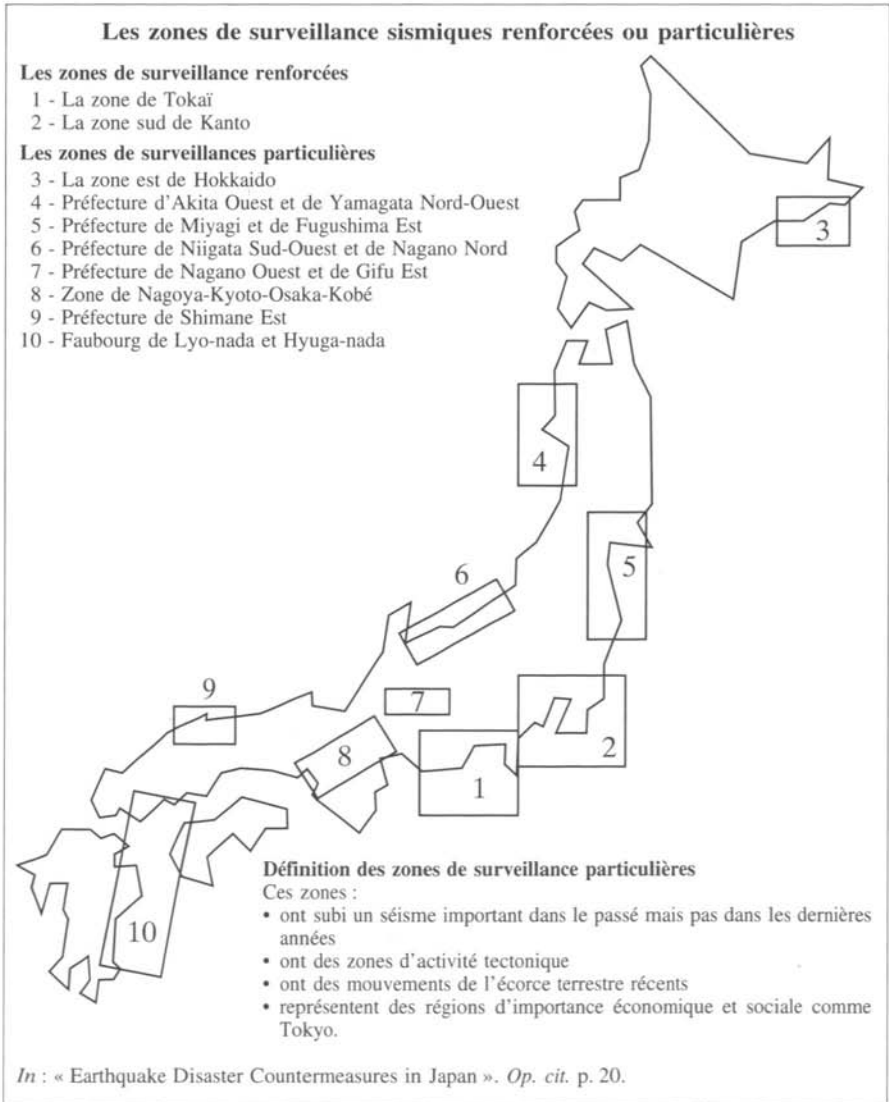 Les zones de surveillance sismiques renforcées ou particulières
Les zones de surveillance renforcées
1 - La zone de Tokaï
2 - La zone sud de Kanto
Les zones de surveillances particulières
3 - La zone est de Hokkaido
4 - Préfecture d'Akita Ouest et de Yamagata Nord-Ouest
5 - Préfecture de Miyagi et de Fugushima Est
6 - Préfecture de Niigata Sud-Ouest et de Nagano Nord
7 - Préfecture de Nagano Ouest et de Gifu Est
8 - Zone de Nagoya-Kyoto-Osaka-Kobé
9 - Préfecture de Shimane Est
10 - Faubourg de Lyo-nada et Hyuga-nada
3
4
5
6
9
7
2
8
1
10
Définition des zones de surveillance particulières
Ces zones :
• ont subi un séisme important dans le passé mais pas dans les dernières
années
• ont des zones d'activité tectonique
• ont des mouvements de l'écorce terrestre récents
• représentent des régions d'importance économique et sociale comme
Tokyo.
In : « Earthquake Disaster Countermeasures in Japan ». Op. cit. p. 20.